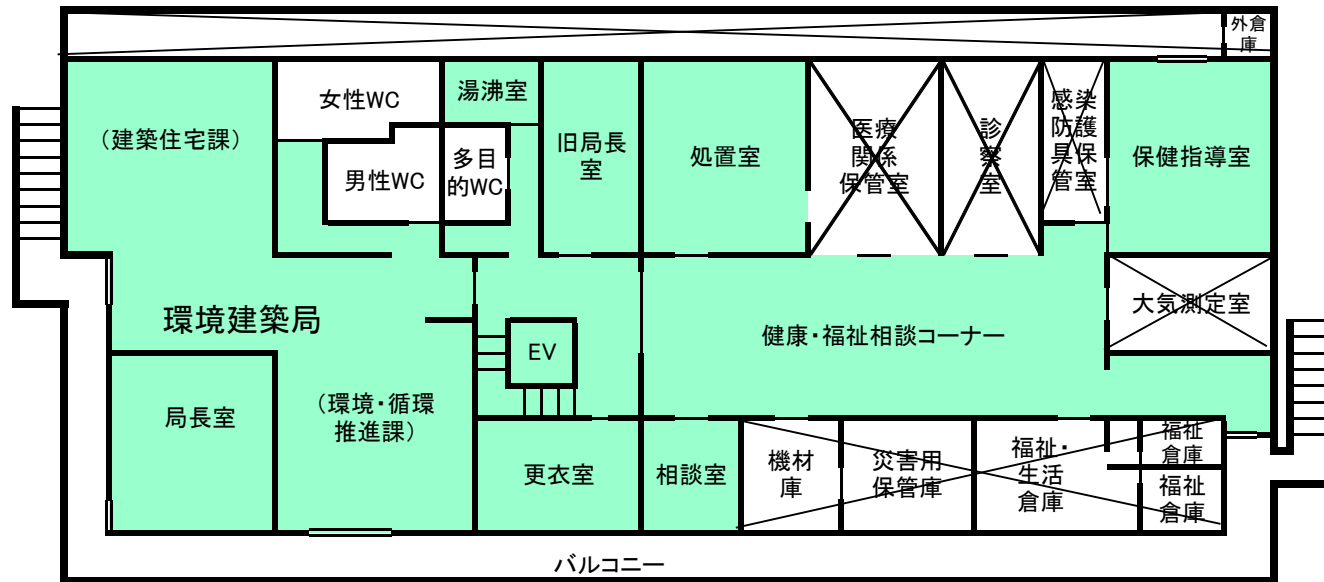 外倉
庫
(建築住宅課)
女性WC
湯沸室
男性WC
多目
的WC
旧局長
室
処置室
医療
関係
保管室
診
察
室
感染
防護
具保
管室
保健指導室
環境建築局
EV
健康・福祉相談コーナー
大気測定室
局長室
(環境・循環
推進課)
更衣室
相談室
機材
庫
災害用
保管庫
福祉・
生活
倉庫
福祉
倉庫
福祉
倉庫
バルコニー